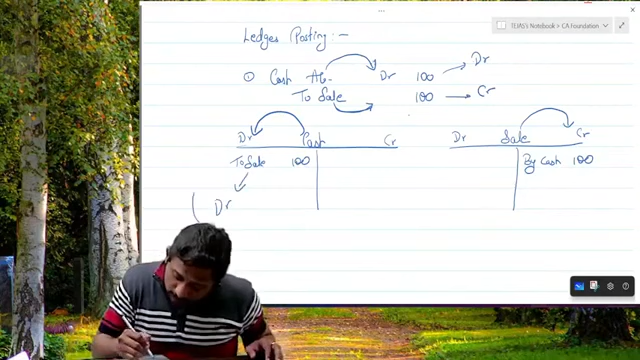 TEJAS's Notebook > CA Foundation
Ledges Posting :-
① Cash A/c. Dr 100 → Dr
To Sale 100 → Cr
Dr Cash Cr
To Sale 100
Dr
Dr Sale Cr
By Cash 100